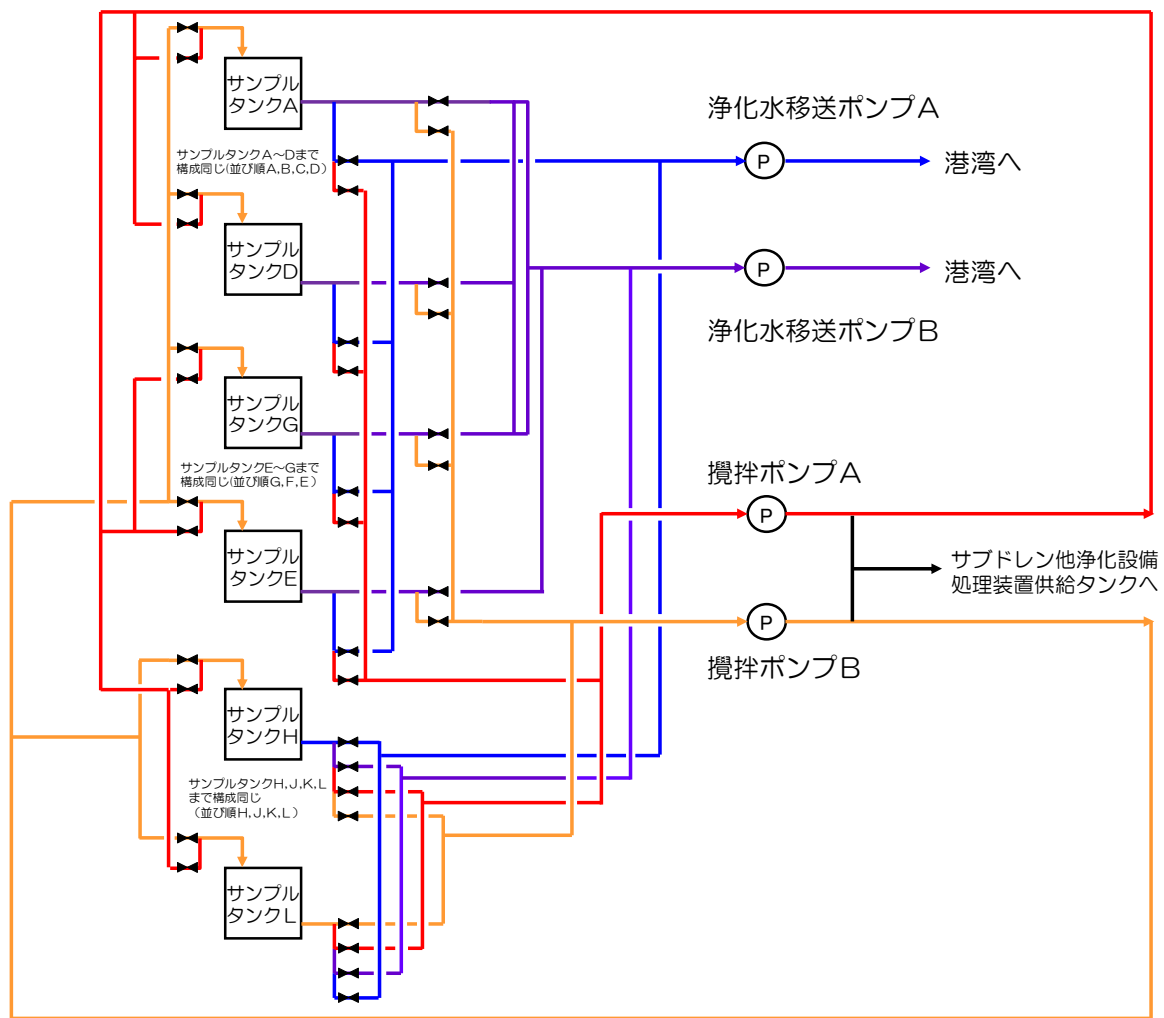 サンプル
タンクA
浄化水移送ポンプA
P
港湾へ
サンプルタンクA～Dまで
構成同じ(並び順A,B,C,D)
サンプル
タンクD
P
港湾へ
浄化水移送ポンプB
サンプル
タンクG
サンプルタンクE～Gまで
構成同じ(並び順G,F,E)
攪拌ポンプA
P
サンプル
タンクE
サブドレン他浄化設備
処理装置供給タンクへ
P
攪拌ポンプB
サンプル
タンクH
サンプルタンクH,J,K,L
まで構成同じ
(並び順H,J,K,L)
サンプル
タンクL